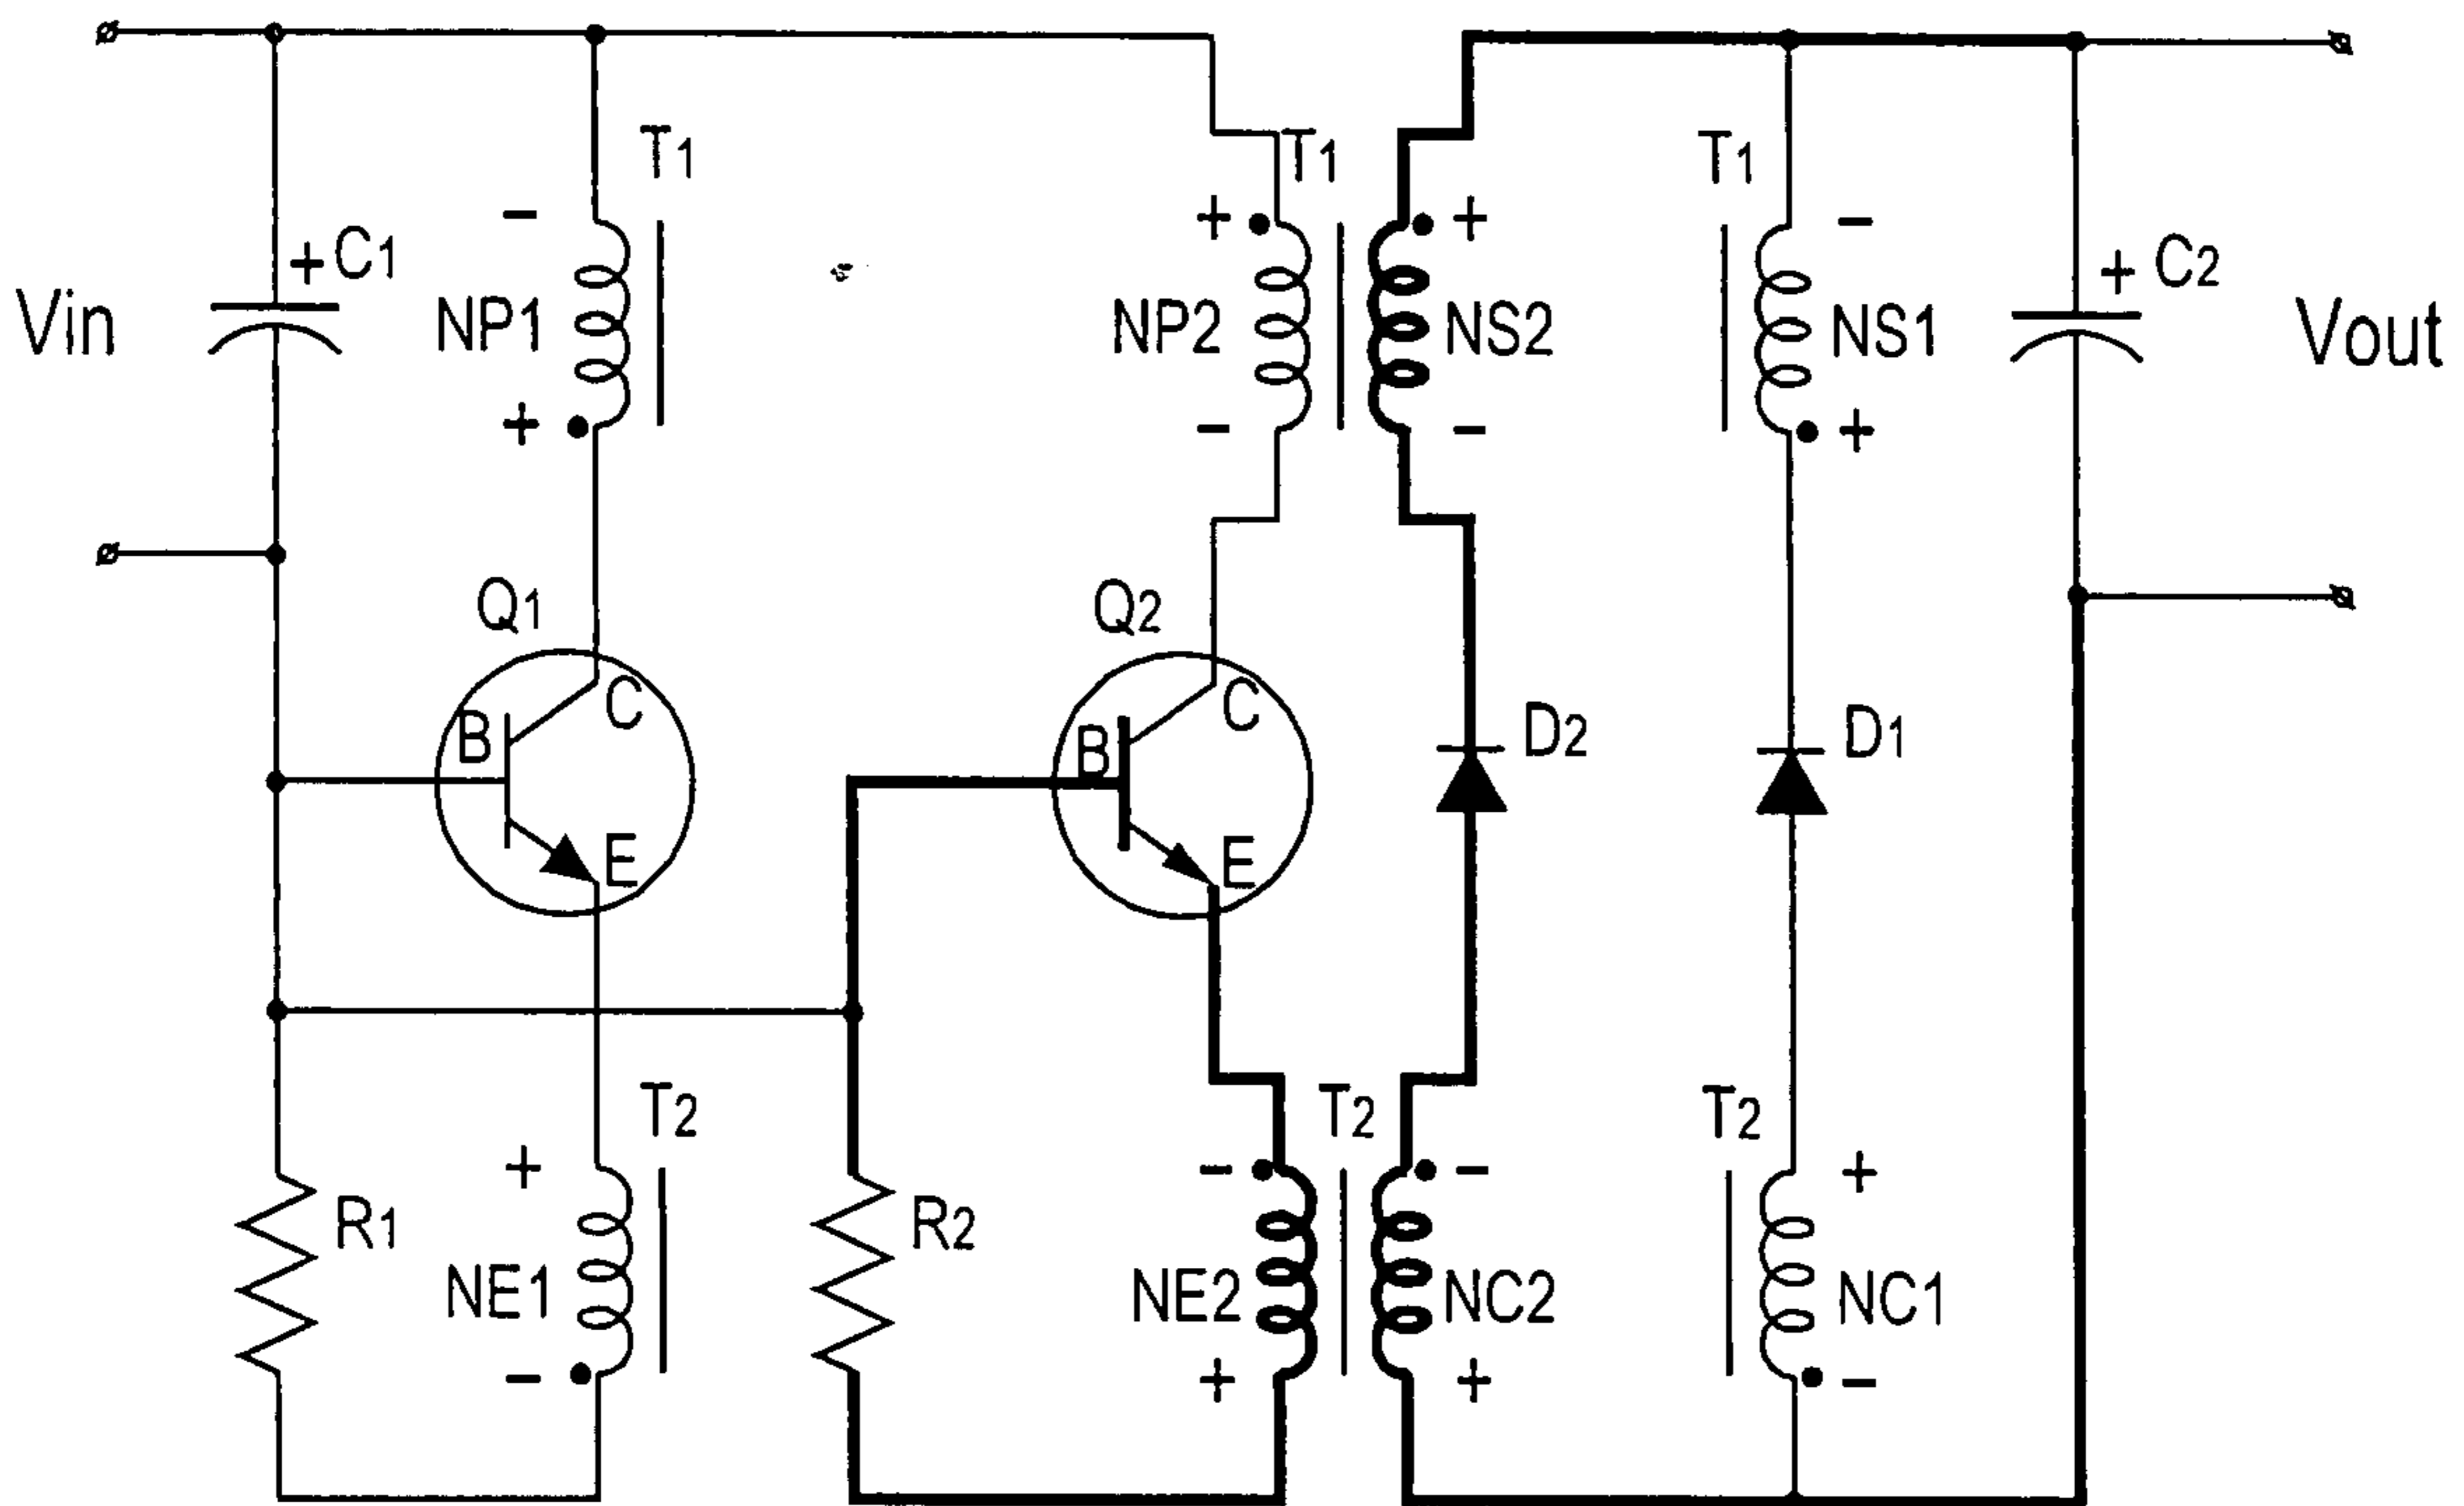 T1
T1
T1
+
+
-
-
+ C1
+ C2
Vin
NP1
NP2
NS2
NS1
Vout
+
-
-
+
Q1
Q2
C
C
B
B
D2
D1
E
E
T2
T2
T2
+
-
-
+
R1
R2
NE1
NE2
NC2
NC1
-
+
+
-